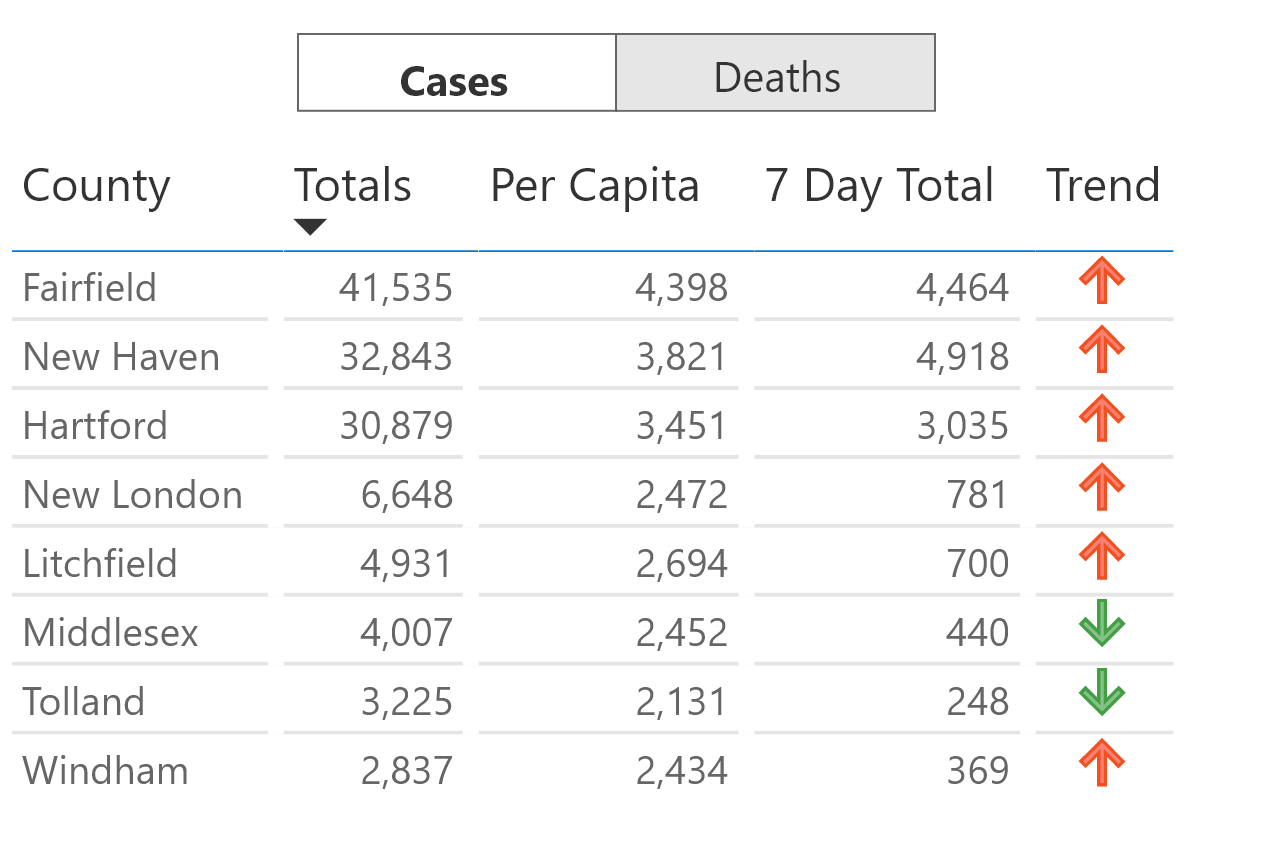 Cases Deaths
County Totals Per Capita 7 Day Total Trend
Fairfield 41,535 4,398 4,464
New Haven 32,843 3,821 4,918
Hartford 30,879 3,451 3,035
New London 6,648 2,472 781
Litchfield 4,931 2,694 700
Middlesex 4,007 2,452 440
Tolland 3,225 2,131 248
Windham 2,837 2,434 369